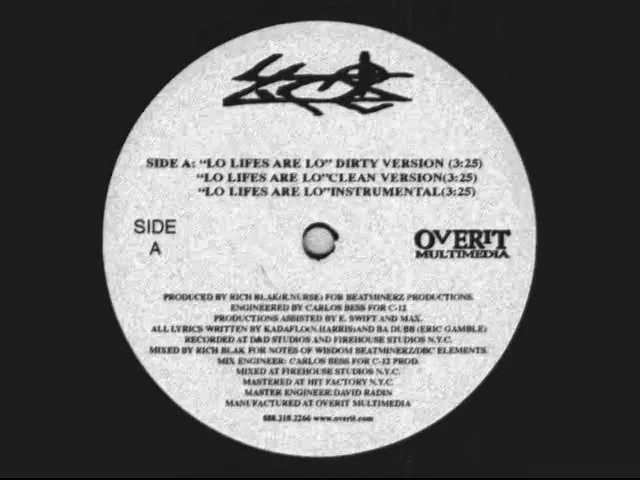 SIDE A: "LO LIFES ARE LO" DIRTY VERSION (3:25)
"LO LIFES ARE LO"CLEAN VERSION(3:25)
"LO LIFES ARE LO"INSTRUMENTAL(3:25)
SIDE
A
OVERIT
MULTIMEDIA
PRODUCED BY RICH BLAK(R.NURSE) FOR BEATMINERZ PRODUCTIONS.
ENGINEERED BY CARLOS BESS FOR C-12
PRODUCTIONS ASSISTED BY E. SWIFT AND MAX.
ALL LYRICS WRITTEN BY KADAFLO(N.HARRIS)AND BA DUBB (ERIC GAMBLE)
RECORDED AT D&D STUDIOS AND FIREHOUSE STUDIOS N.Y.C.
MIXED BY RICH BLAK FOR NOTES OF WISDOM BEATMINERZ/DBC ELEMENTS.
MIX ENGINEER: CARLOS BESS FOR C-12 PROD.
MIXED AT FIREHOUSE STUDIOS N.Y.C.
MASTERED AT HIT FACTORY N.Y.C.
MASTER ENGINEER:DAVID RADIN
MANUFACTURED AT OVERIT MULTIMEDIA
888.218.2266 www.overit.com